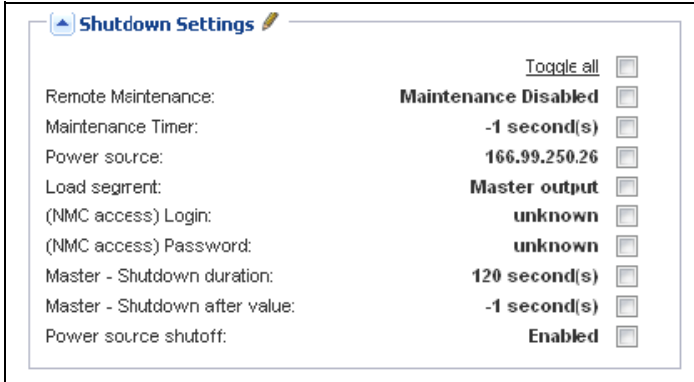 Shutdown Settings
Toggle all
Remote Maintenance: Maintenance Disabled
Maintenance Timer: -1 second(s)
Power source: 166.99.250.26
Load segment: Master output
(NMC access) Login: unknown
(NMC access) Password: unknown
Master - Shutdown duration: 120 second(s)
Master - Shutdown after value: -1 second(s)
Power source shutoff: Enabled